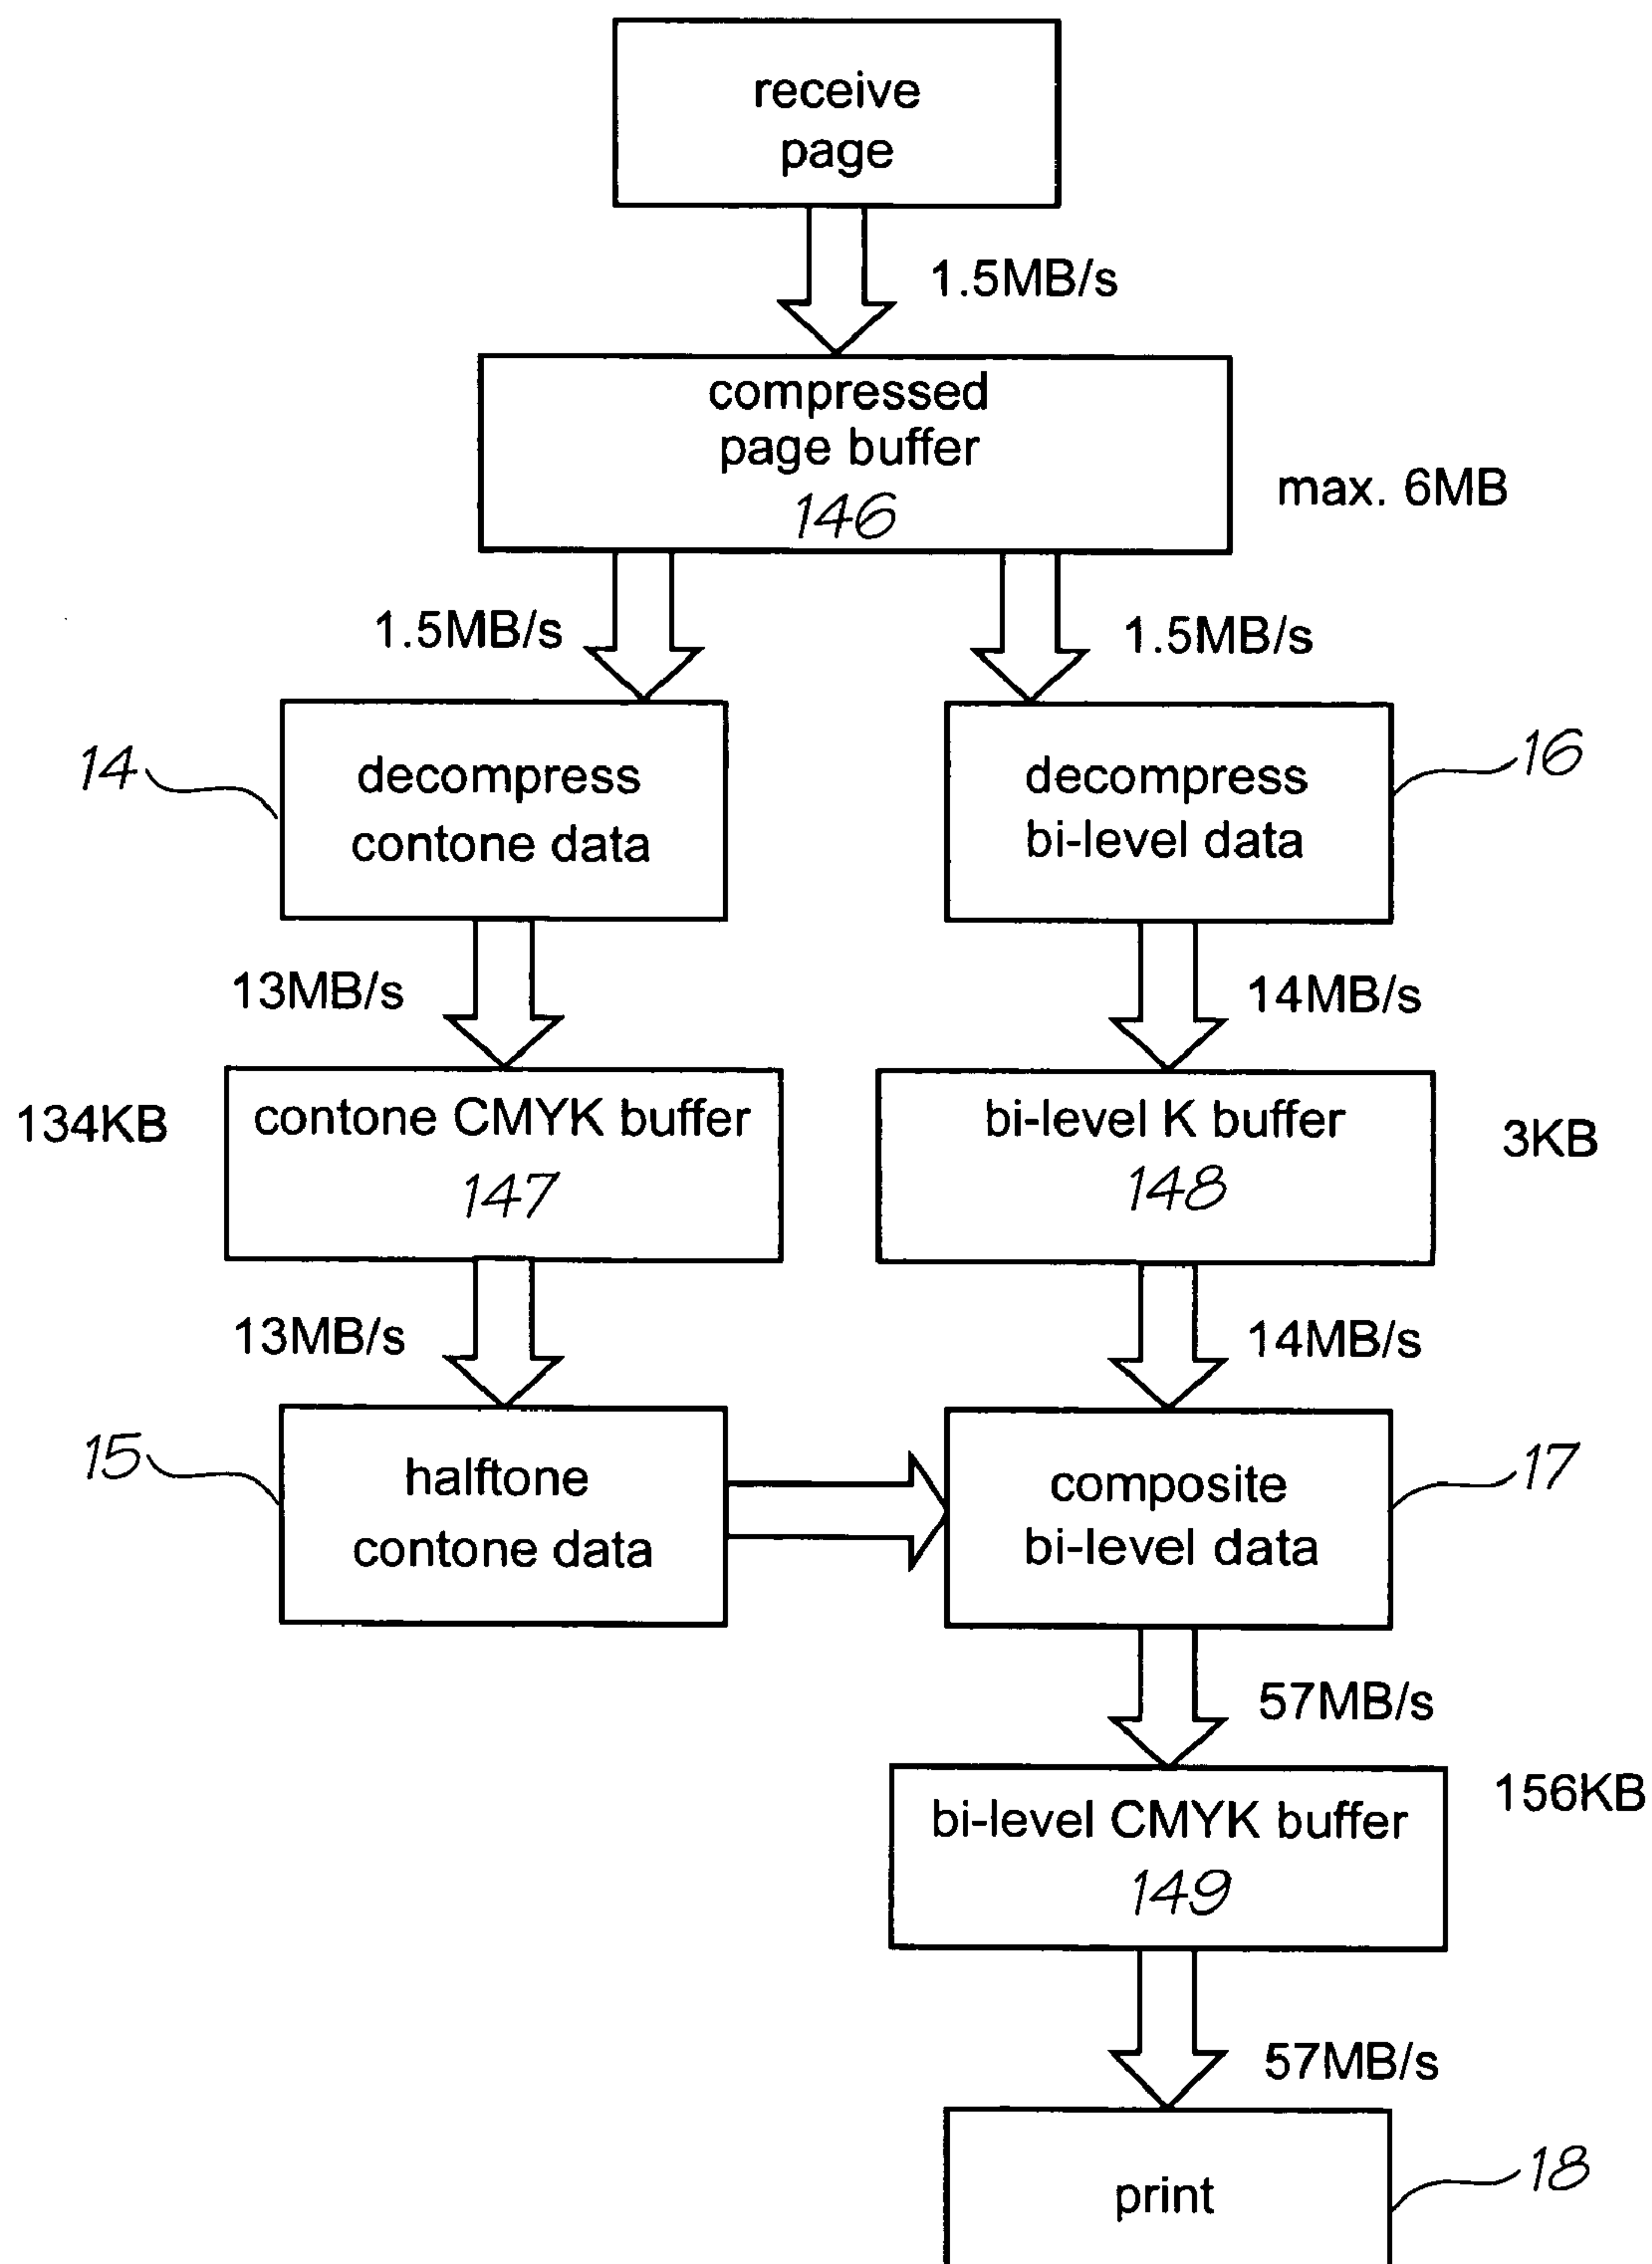 receive
page
1.5MB/s
compressed
page buffer
146
max. 6MB
1.5MB/s
1.5MB/s
14
decompress
contone data
decompress
bi-level data
16
13MB/s
14MB/s
134KB
contone CMYK buffer
147
bi-level K buffer
148
3KB
13MB/s
14MB/s
15
halftone
contone data
composite
bi-level data
17
57MB/s
bi-level CMYK buffer
149
156KB
57MB/s
print
18